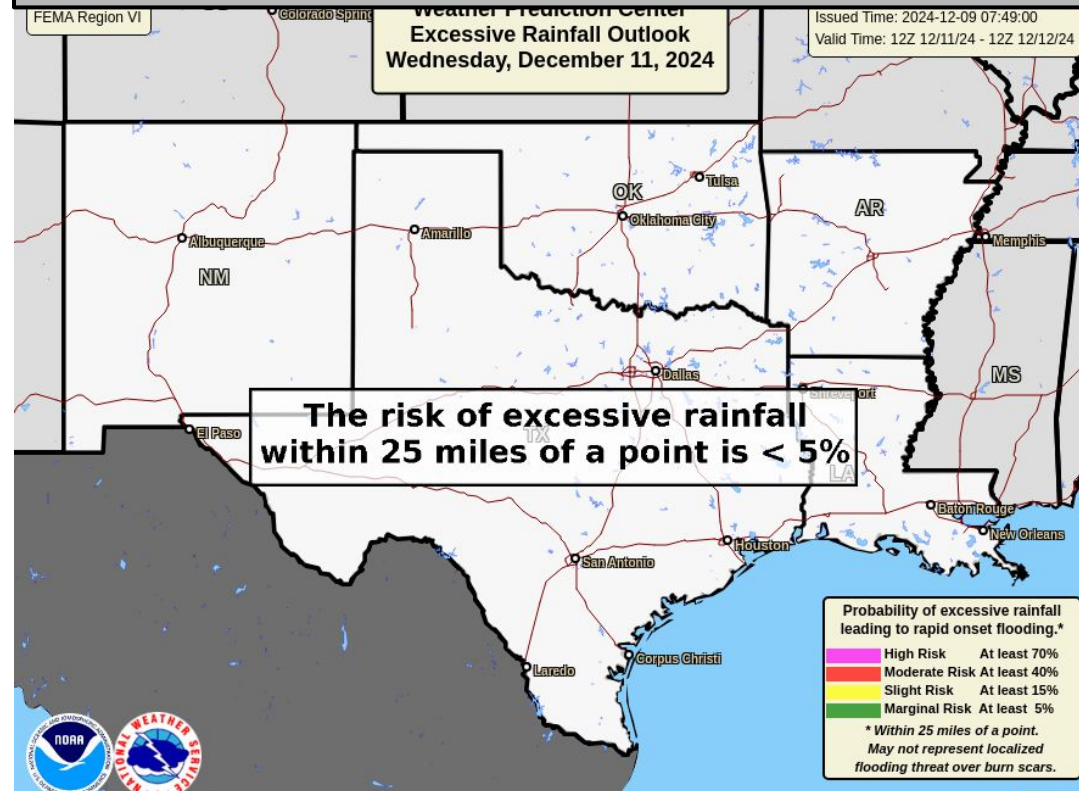 FEMA Region VI
Colorado Spring
Weather Prediction Center
Excessive Rainfall Outlook
Wednesday, December 11, 2024
Issued Time: 2024-12-09 07:49:00
Valid Time: 12Z 12/11/24 - 12Z 12/12/24
OK
Tulsa
Oklahoma City
AR
Memphis
Albuquerque
Amarillo
NM
MS
Dallas
Shreveport
The risk of excessive rainfall
within 25 miles of a point is < 5%
El Paso
TX
LA
Baton Rouge
New Orleans
Houston
San Antonio
Laredo
Corpus Christi
Probability of excessive rainfall
leading to rapid onset flooding.*
High Risk At least 70%
Moderate Risk At least 40%
Slight Risk At least 15%
Marginal Risk At least 5%
* Within 25 miles of a point.
May not represent localized
flooding threat over burn scars.
NOAA
NATIONAL WEATHER SERVICE